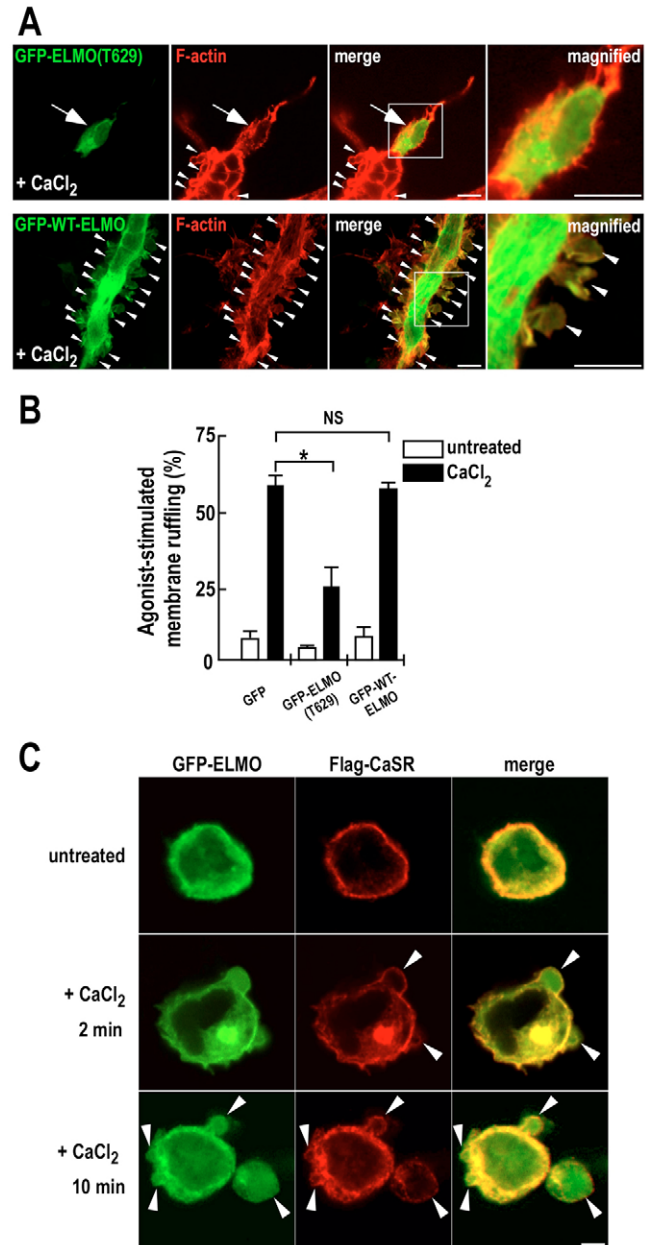 A
GFP-ELMO(T629)
F-actin
merge
magnified
+ CaCl₂
GFP-WT-ELMO
F-actin
merge
magnified
+ CaCl₂
B
Agonist-stimulated
membrane ruffling (%)
75
50
25
0
NS
*
untreated
CaCl₂
GFP
GFP-ELMO
(T629)
GFP-WT-
ELMO
C
GFP-ELMO
Flag-CaSR
merge
untreated
+ CaCl₂
2 min
+ CaCl₂
10 min